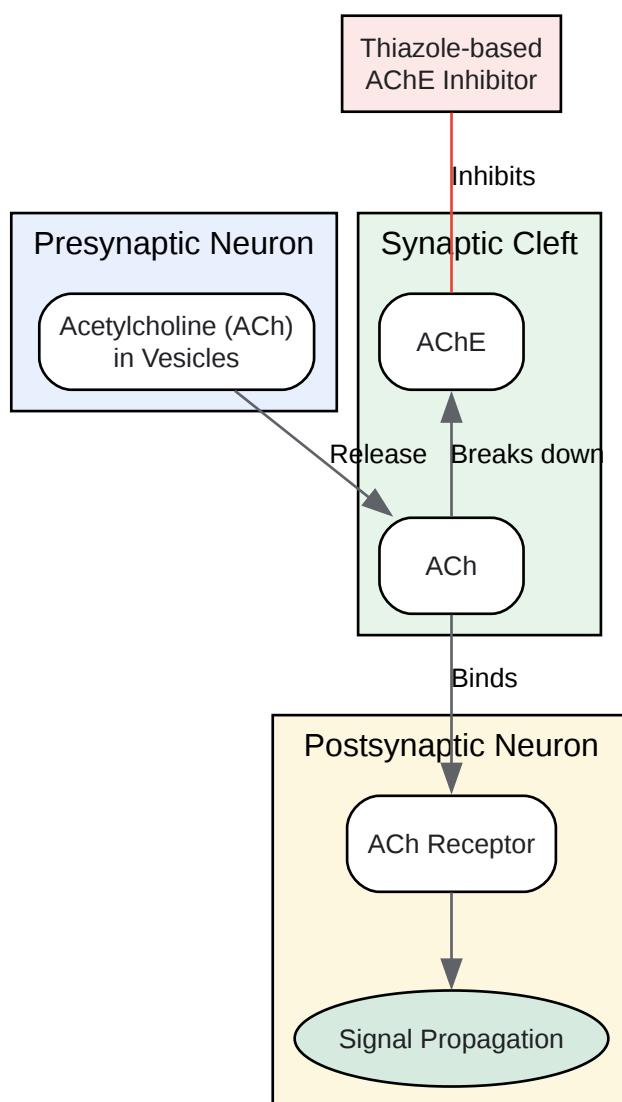 Thiazole-based
AChE Inhibitor
Inhibits
Presynaptic Neuron
Synaptic Cleft
Acetylcholine (ACh)
in Vesicles
AChE
Release
Breaks down
ACh
Binds
Postsynaptic Neuron
ACh Receptor
Signal Propagation